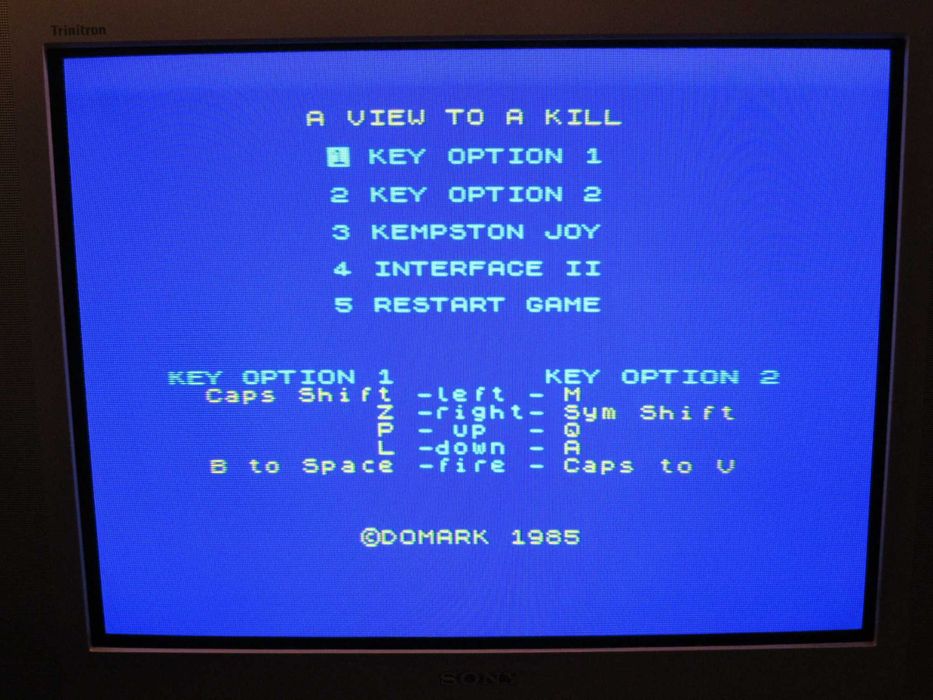 Trinitron
A VIEW TO A KILL
1 KEY OPTION 1
2 KEY OPTION 2
3 KEMPSTON JOY
4 INTERFACE II
5 RESTART GAME
KEY OPTION 1 KEY OPTION 2
Caps Shift -left - M
Z -right- Sym Shift
P - up - Q
L -down - A
B to Space -fire - Caps to V
©DOMARK 1985
SONY